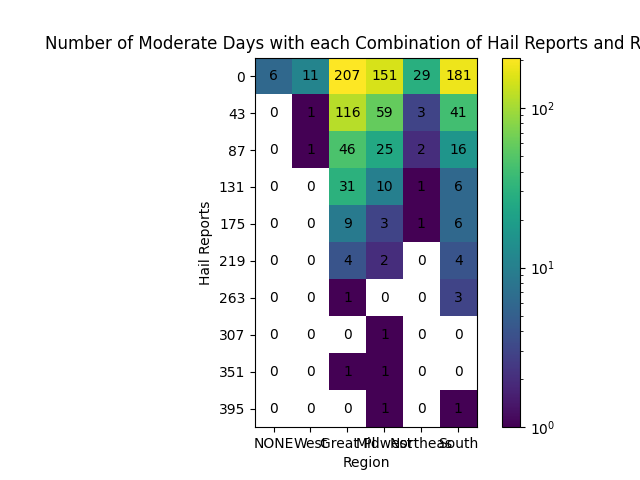 Number of Moderate Days with each Combination of Hail Reports and R
0 6 11 207 151 29 181
43 0 1 116 59 3 41
87 0 1 46 25 2 16
131 0 0 31 10 1 6
175 0 0 9 3 1 6
219 0 0 4 2 0 4
263 0 0 1 0 0 3
307 0 0 0 1 0 0
351 0 0 1 1 0 0
395 0 0 0 1 0 1
Hail Reports
NONE West Great Pl Midwest Northeast South
Region
10²
10¹
10⁰